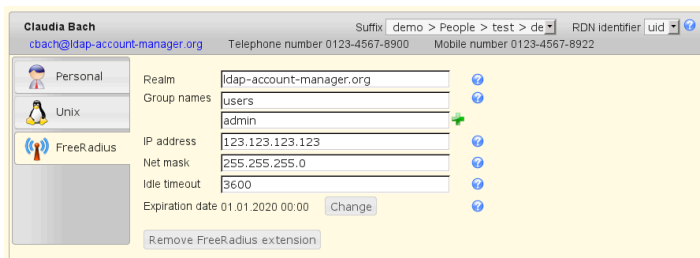 Claudia Bach
Suffix demo > People > test > de
RDN identifier uid
cbach@ldap-account-manager.org Telephone number 0123-4567-8900 Mobile number 0123-4567-8922
Personal
Unix
FreeRadius
Realm ldap-account-manager.org
Group names users
admin
IP address 123.123.123.123
Net mask 255.255.255.0
Idle timeout 3600
Expiration date 01.01.2020 00:00 Change
Remove FreeRadius extension